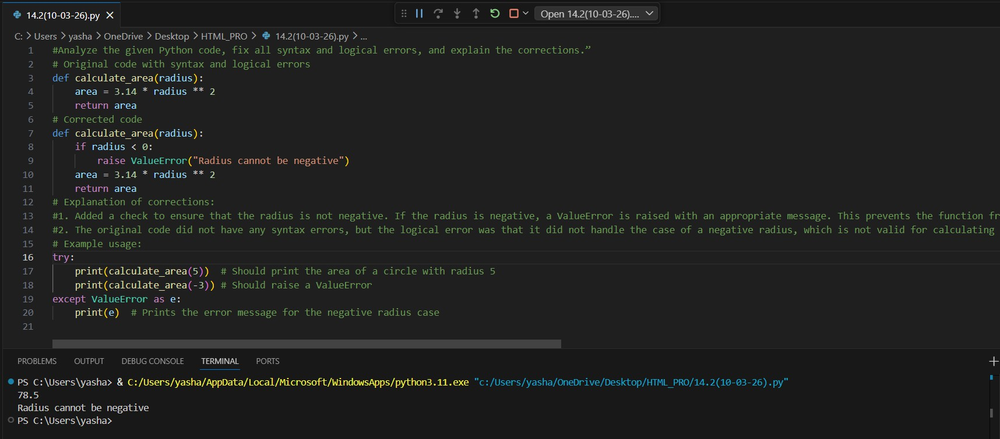 14.2(10-03-26).py
Open 14.2(10-03-26)....
C: > Users > yasha > OneDrive > Desktop > HTML_PRO > 14.2(10-03-26).py > ...
1 #Analyze the given Python code, fix all syntax and logical errors, and explain the corrections.”
2 # Original code with syntax and logical errors
3 def calculate_area(radius):
4     area = 3.14 * radius ** 2
5     return area
6 # Corrected code
7 def calculate_area(radius):
8     if radius < 0:
9         raise ValueError("Radius cannot be negative")
10     area = 3.14 * radius ** 2
11     return area
12 # Explanation of corrections:
13 #1. Added a check to ensure that the radius is not negative. If the radius is negative, a ValueError is raised with an appropriate message. This prevents the function fr
14 #2. The original code did not have any syntax errors, but the logical error was that it did not handle the case of a negative radius, which is not valid for calculating
15 # Example usage:
16 try:
17     print(calculate_area(5))  # Should print the area of a circle with radius 5
18     print(calculate_area(-3)) # Should raise a ValueError
19 except ValueError as e:
20     print(e)  # Prints the error message for the negative radius case
21
PROBLEMS OUTPUT DEBUG CONSOLE TERMINAL PORTS
PS C:\Users\yasha> & C:/Users/yasha/AppData/Local/Microsoft/WindowsApps/python3.11.exe "c:/Users/yasha/OneDrive/Desktop/HTML_PRO/14.2(10-03-26).py"
78.5
Radius cannot be negative
PS C:\Users\yasha>